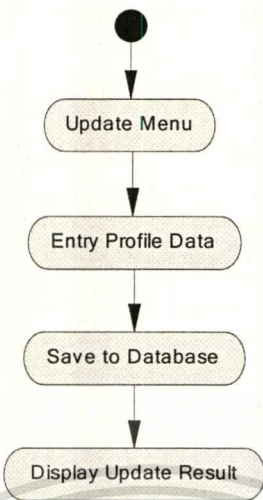 Update Menu
Entry Profile Data
Save to Database
Display Update Result